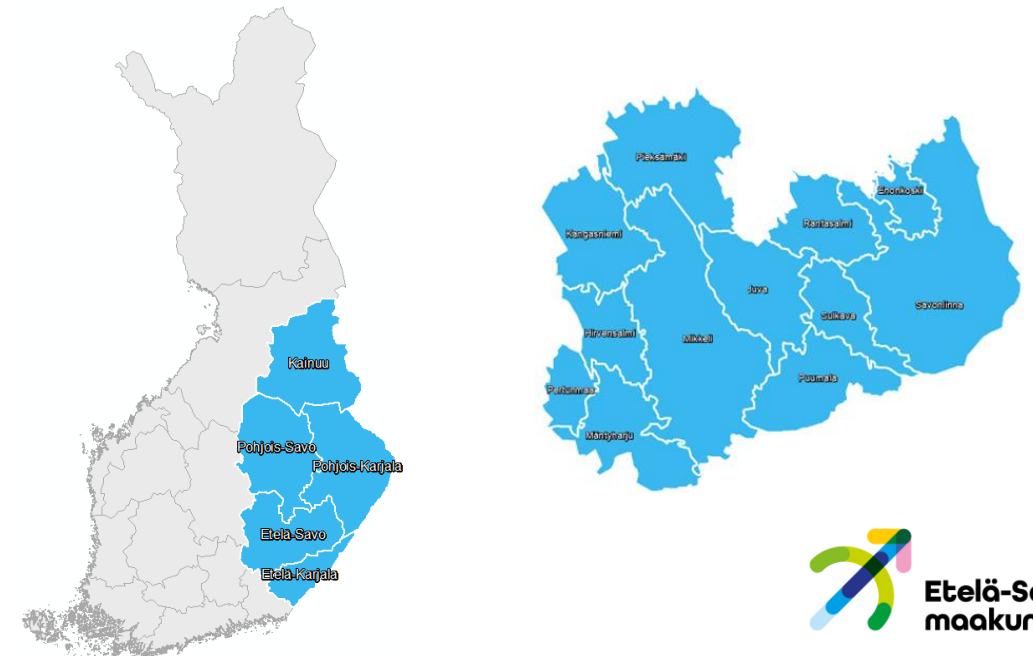 Kainuu
Pohjois-Savo
Pohjois-Karjala
Etelä-Savo
Etelä-Karjala
Pieksämäki
Kangasniemi
Enonkoski
Rantasalmi
Juva
Savonlinna
Sulkava
Hirvensalmi
Mikkeli
Puumala
Pertunmaa
Mäntyharju
Etelä-S
maakun